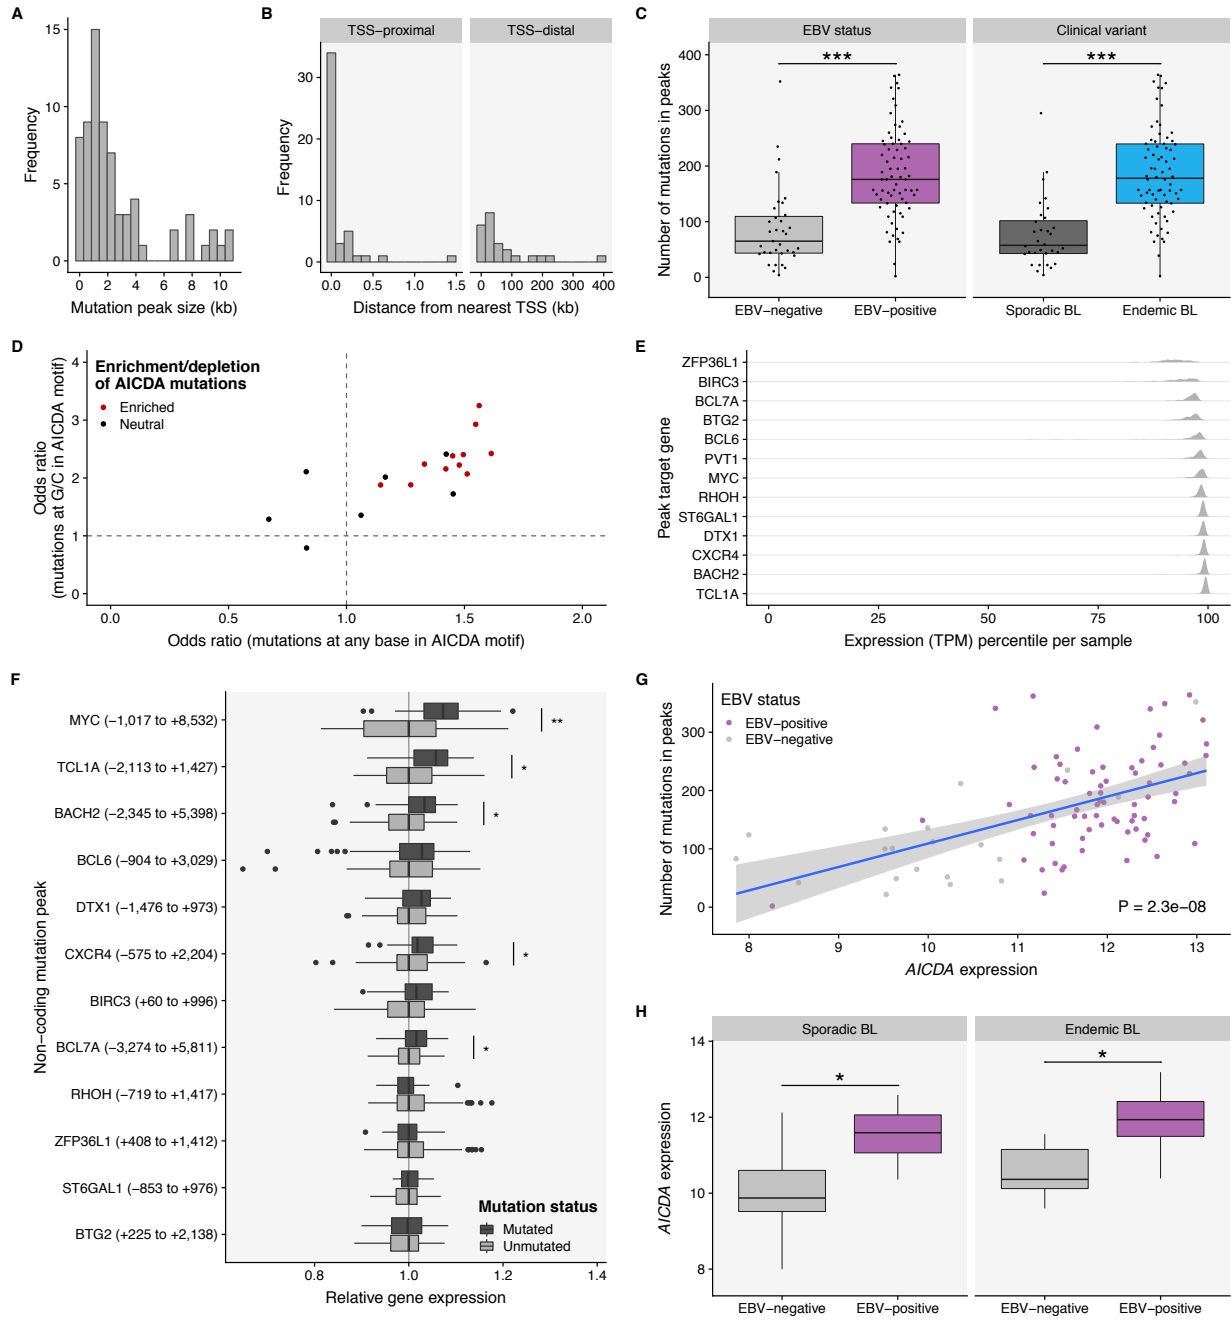 A
Frequency
15
10
5
0
0
2
4
6
8
10
Mutation peak size (kb)
B
TSS−proximal
TSS−distal
Frequency
30
20
10
0
0.0
0.5
1.0
1.5
0
100
200
300
400
Distance from nearest TSS (kb)
C
EBV status
Clinical variant
Number of mutations in peaks
400
300
200
100
0
***
***
EBV−negative
EBV−positive
Sporadic BL
Endemic BL
D
Enrichment/depletion
of AICDA mutations
Enriched
Neutral
Odds ratio
(mutations at G/C in AICDA motif)
4
3
2
1
0
0.0
0.5
1.0
1.5
2.0
Odds ratio (mutations at any base in AICDA motif)
E
Peak target gene
ZFP36L1
BIRC3
BCL7A
BTG2
BCL6
PVT1
MYC
RHOH
ST6GAL1
DTX1
CXCR4
BACH2
TCL1A
0
25
50
75
100
Expression (TPM) percentile per sample
F
Non−coding mutation peak
MYC (−1,017 to +8,532)
**
TCL1A (−2,113 to +1,427)
*
BACH2 (−2,345 to +5,398)
*
BCL6 (−904 to +3,029)
DTX1 (−1,476 to +973)
CXCR4 (−575 to +2,204)
*
BIRC3 (+60 to +996)
BCL7A (−3,274 to +5,811)
*
RHOH (−719 to +1,417)
ZFP36L1 (+408 to +1,412)
ST6GAL1 (−853 to +976)
BTG2 (+225 to +2,138)
Mutation status
Mutated
Unmutated
0.8
1.0
1.2
1.4
Relative gene expression
G
EBV status
EBV−positive
EBV−negative
Number of mutations in peaks
300
200
100
0
P = 2.3e−08
8
9
10
11
12
13
AICDA expression
H
Sporadic BL
Endemic BL
AICDA expression
14
12
10
8
*
*
EBV−negative
EBV−positive
EBV−negative
EBV−positive